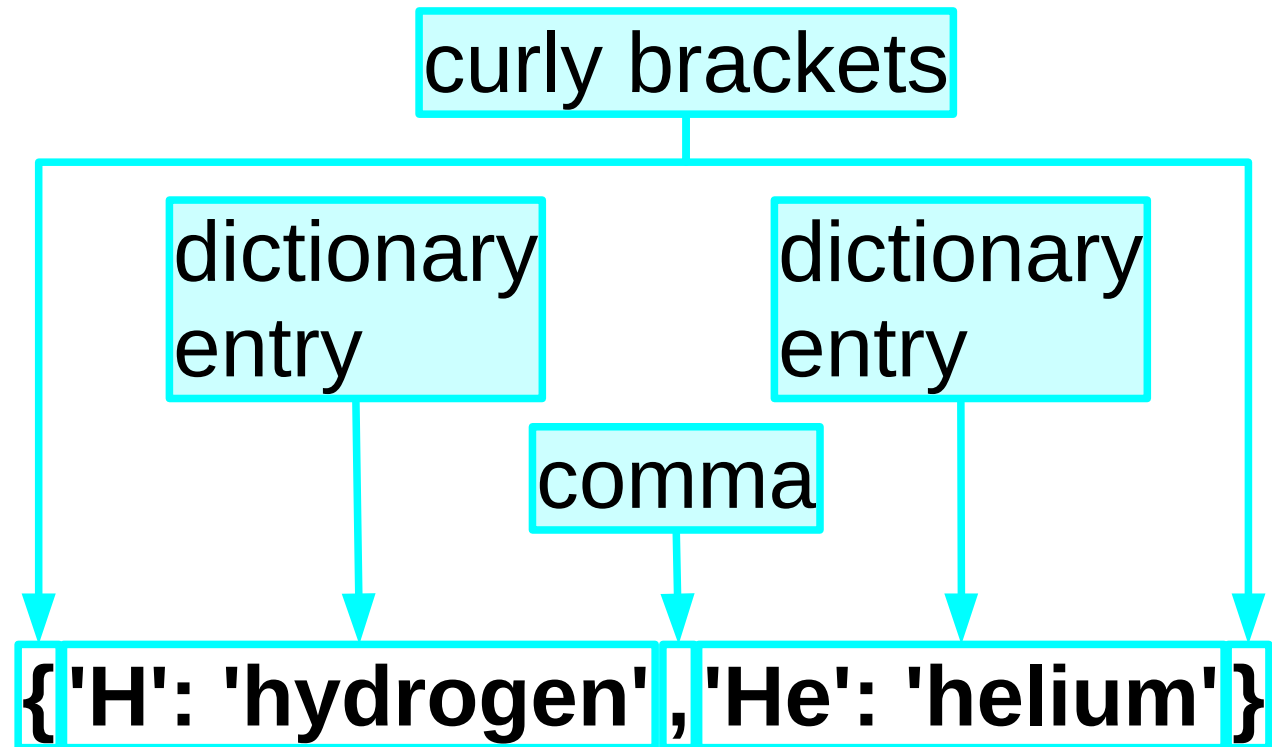 curly brackets
dictionary
entry
dictionary
entry
comma
{'H': 'hydrogen','He': 'helium'}